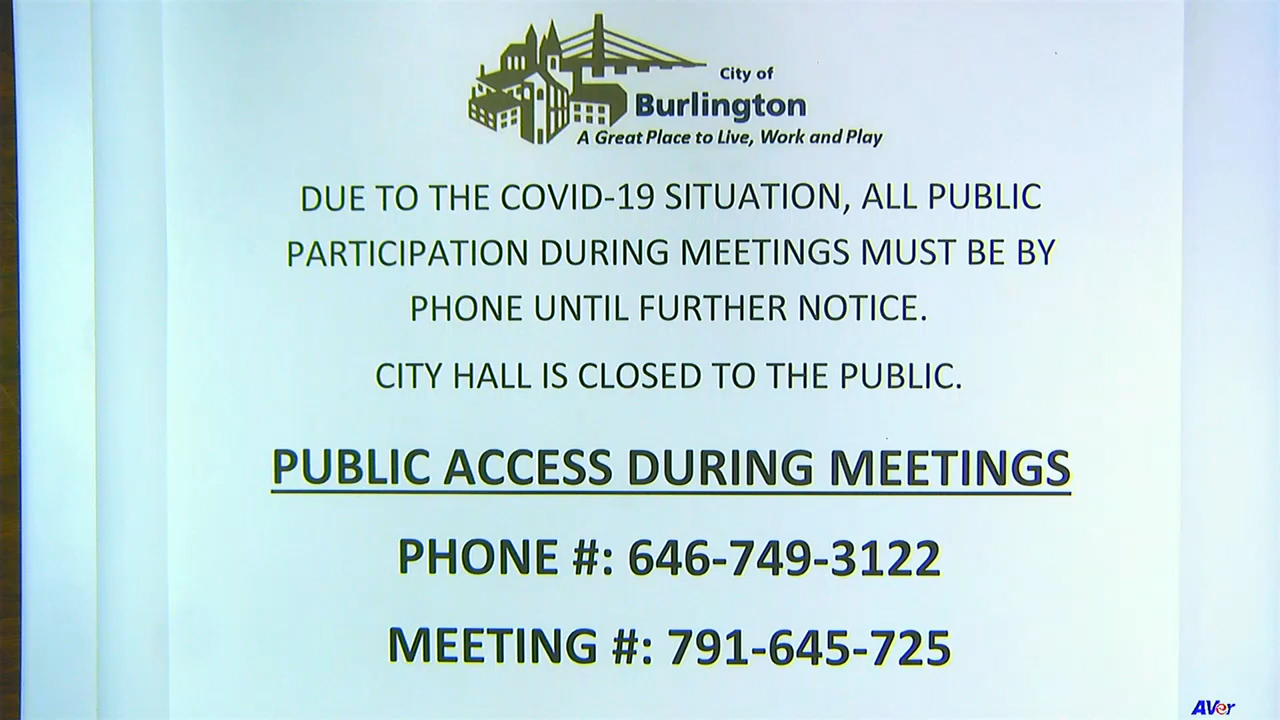 City of
Burlington
A Great Place to Live, Work and Play
DUE TO THE COVID-19 SITUATION, ALL PUBLIC
PARTICIPATION DURING MEETINGS MUST BE BY
PHONE UNTIL FURTHER NOTICE.
CITY HALL IS CLOSED TO THE PUBLIC.
PUBLIC ACCESS DURING MEETINGS
PHONE #: 646-749-3122
MEETING #: 791-645-725
AVer